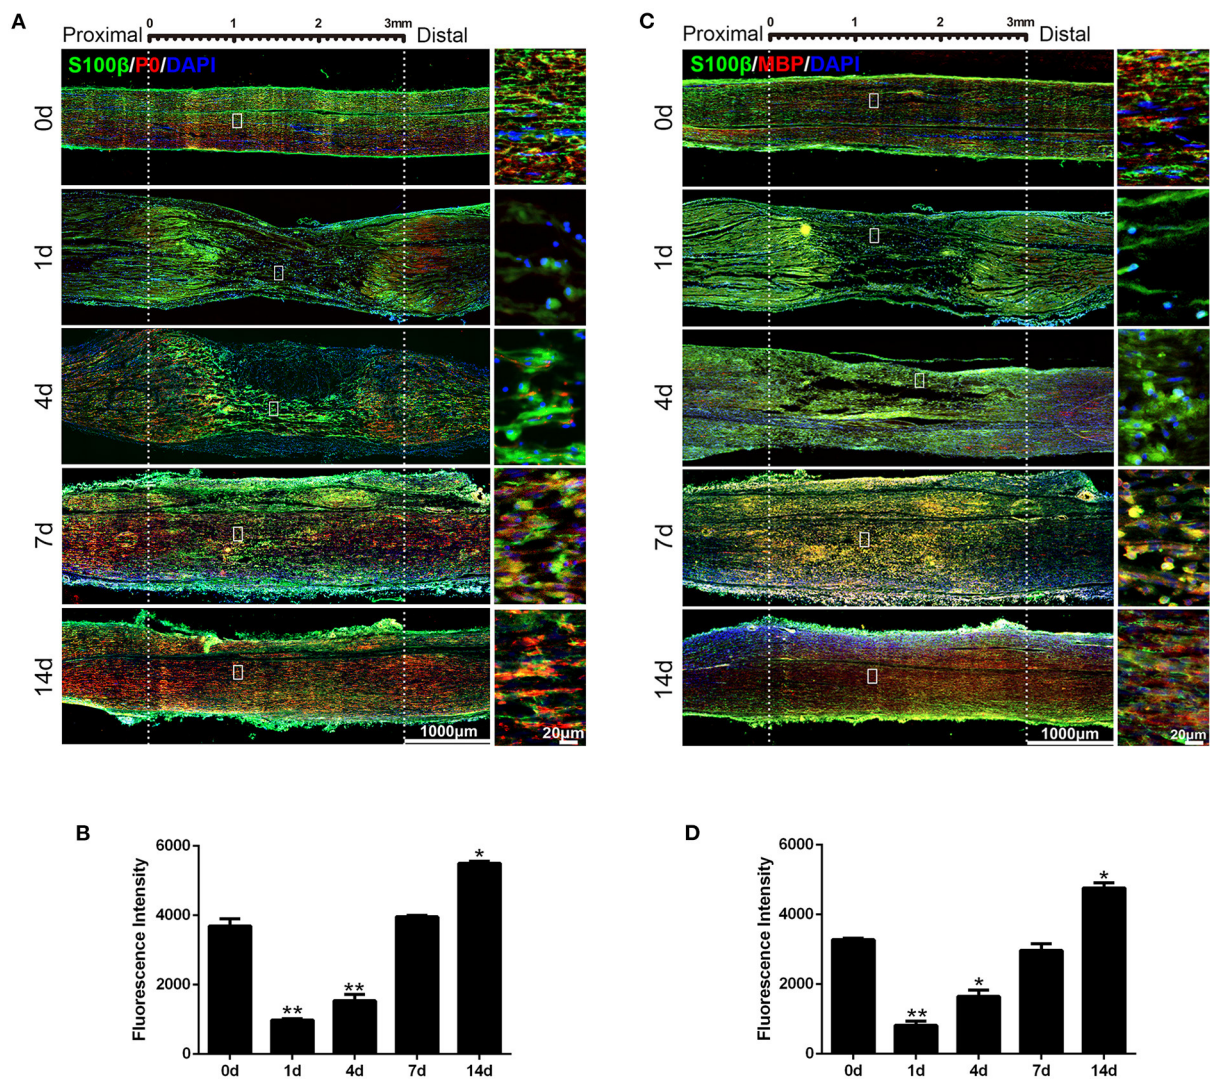 A
0 1 2 3mm
Proximal Distal
S100β/P0/DAPI
0d
1d
4d
7d
14d
1000μm
20μm
C
0 1 2 3mm
Proximal Distal
S100β/MBP/DAPI
0d
1d
4d
7d
14d
1000μm
20μm
B
Fluorescence Intensity
6000
4000
2000
0
** ** *
0d 1d 4d 7d 14d
D
Fluorescence Intensity
6000
4000
2000
0
** * *
0d 1d 4d 7d 14d